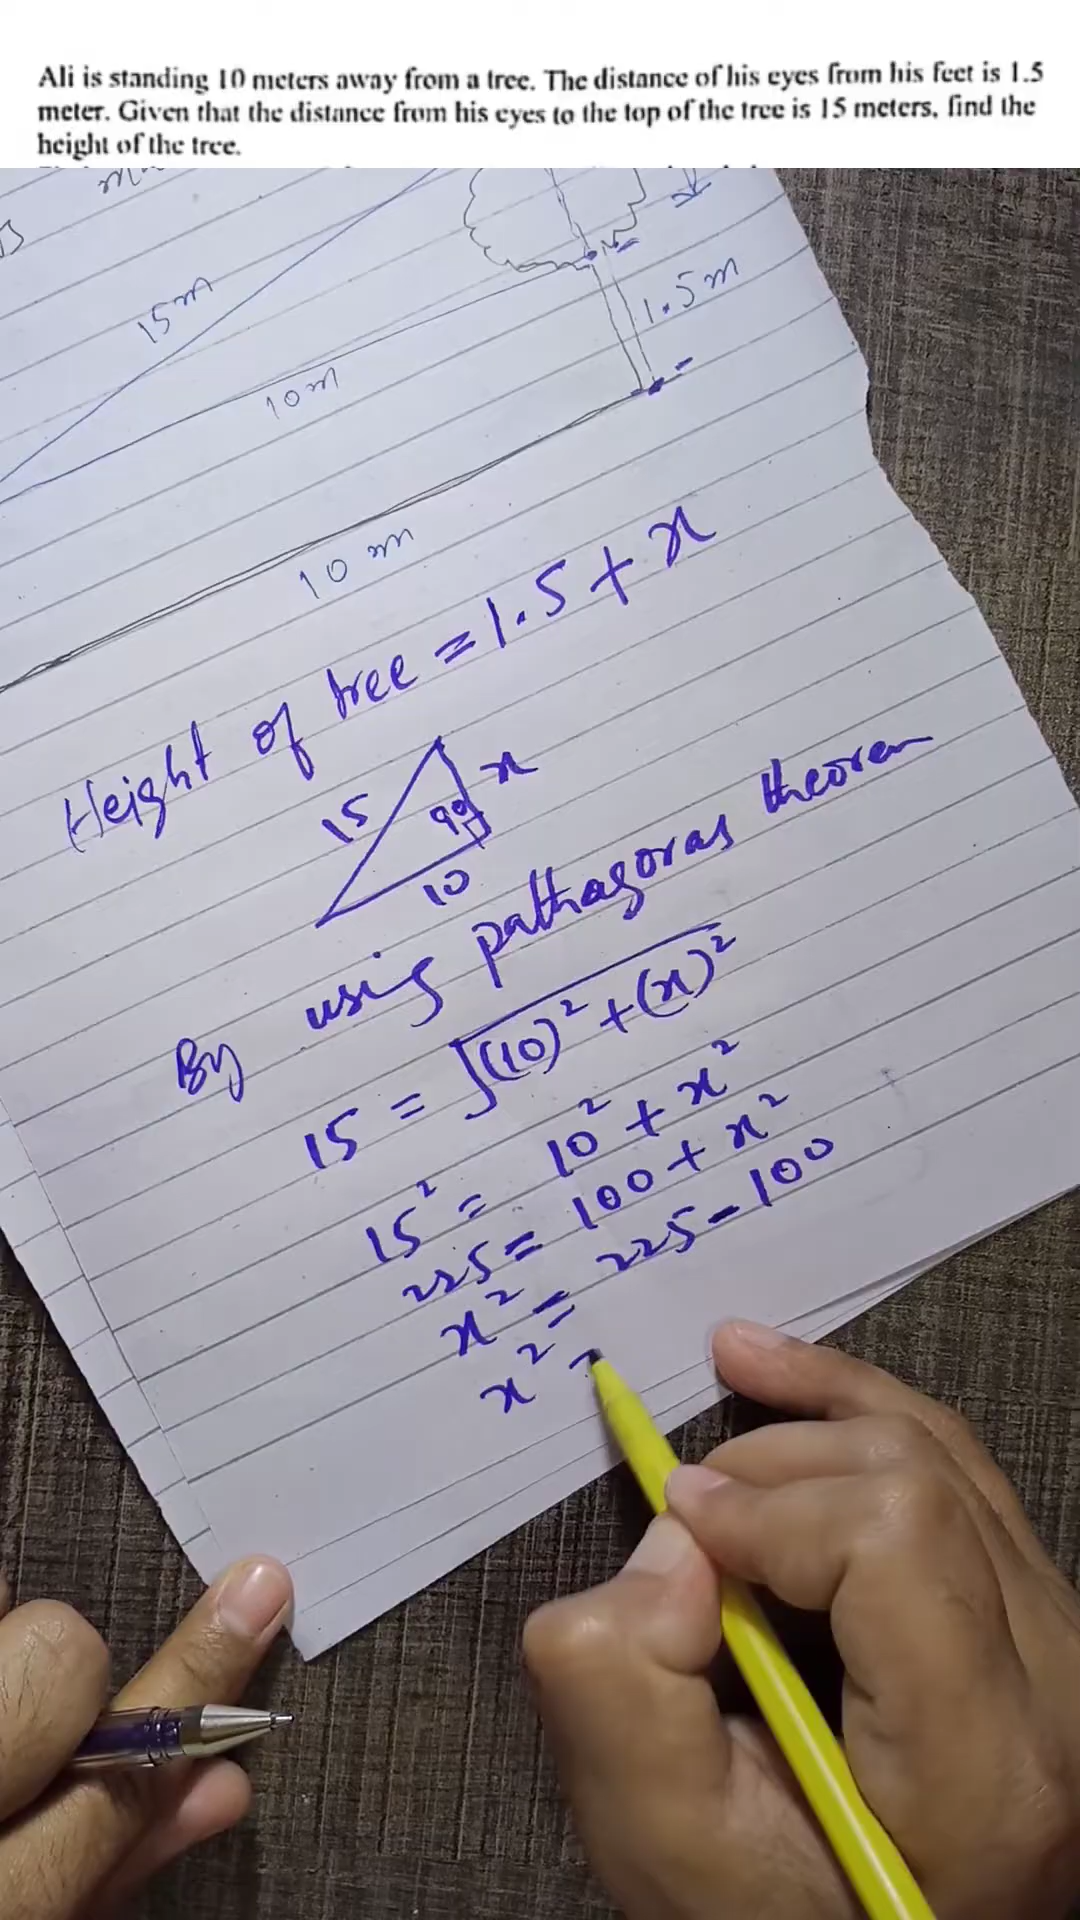 Ali is standing 10 meters away from a tree. The distance of his eyes from his feet is 1.5
meter. Given that the distance from his eyes to the top of the tree is 15 meters, find the
height of the tree.
15m
1.5m
10m
10 m
Height of tree = 1.5 + x
15
x
90
10
By using pathagoras theorem
15 = √(10)² + (x)²
15² = 10² + x²
225 = 100 + x²
x² = 225 - 100
x²